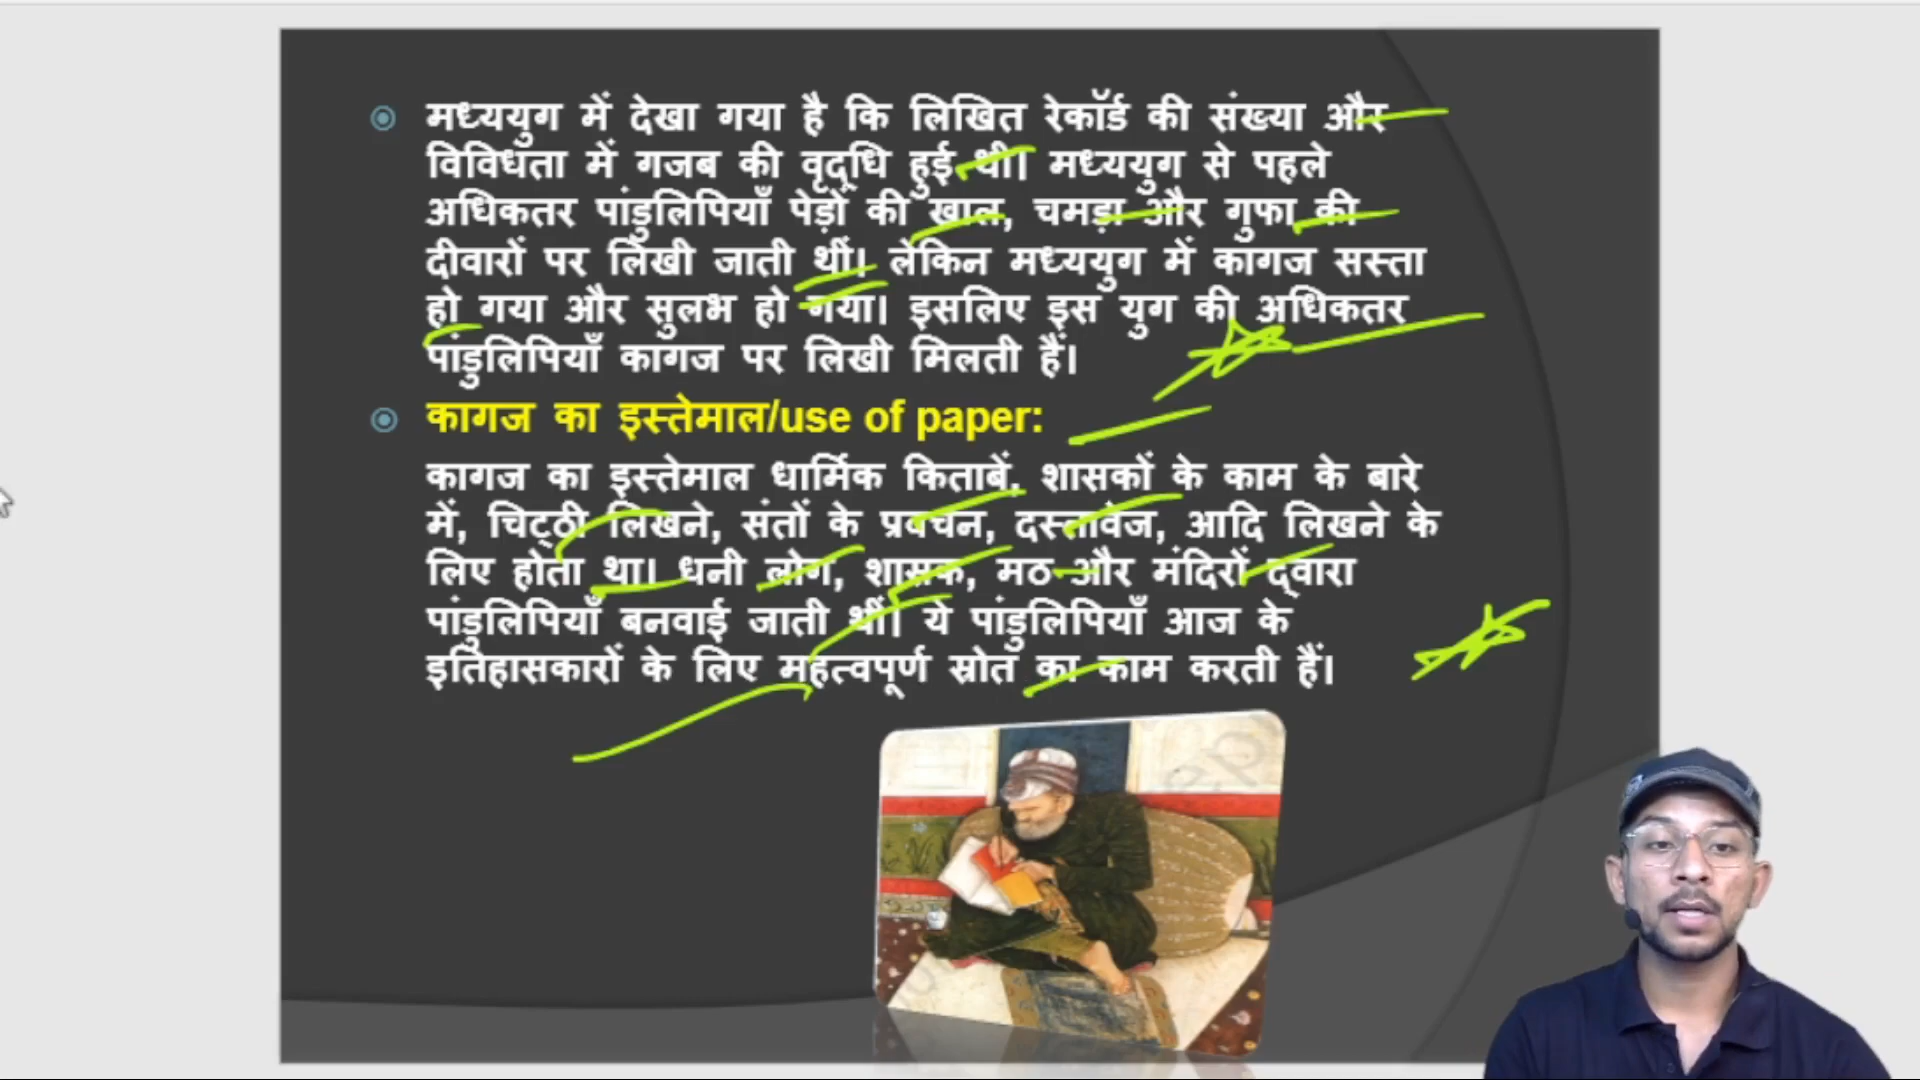 मध्ययुग में देखा गया है कि लिखित रेकॉर्ड की संख्या और
विविधता में गजब की वृद्धि हुई थी। मध्ययुग से पहले
अधिकतर पांडुलिपियाँ पेड़ों की खाल, चमड़ा और गुफा की
दीवारों पर लिखी जाती थीं। लेकिन मध्ययुग में कागज सस्ता
हो गया और सुलभ हो गया। इसलिए इस युग की अधिकतर
पांडुलिपियाँ कागज पर लिखी मिलती हैं।
कागज का इस्तेमाल/use of paper:
कागज का इस्तेमाल धार्मिक किताबें, शासकों के काम के बारे
में, चिट्ठी लिखने, संतों के प्रवचन, दस्तावेज, आदि लिखने के
लिए होता था। धनी लोग, शासक, मठ और मंदिरों द्वारा
पांडुलिपियाँ बनवाई जाती थीं। ये पांडुलिपियाँ आज के
इतिहासकारों के लिए महत्वपूर्ण स्रोत का काम करती हैं।